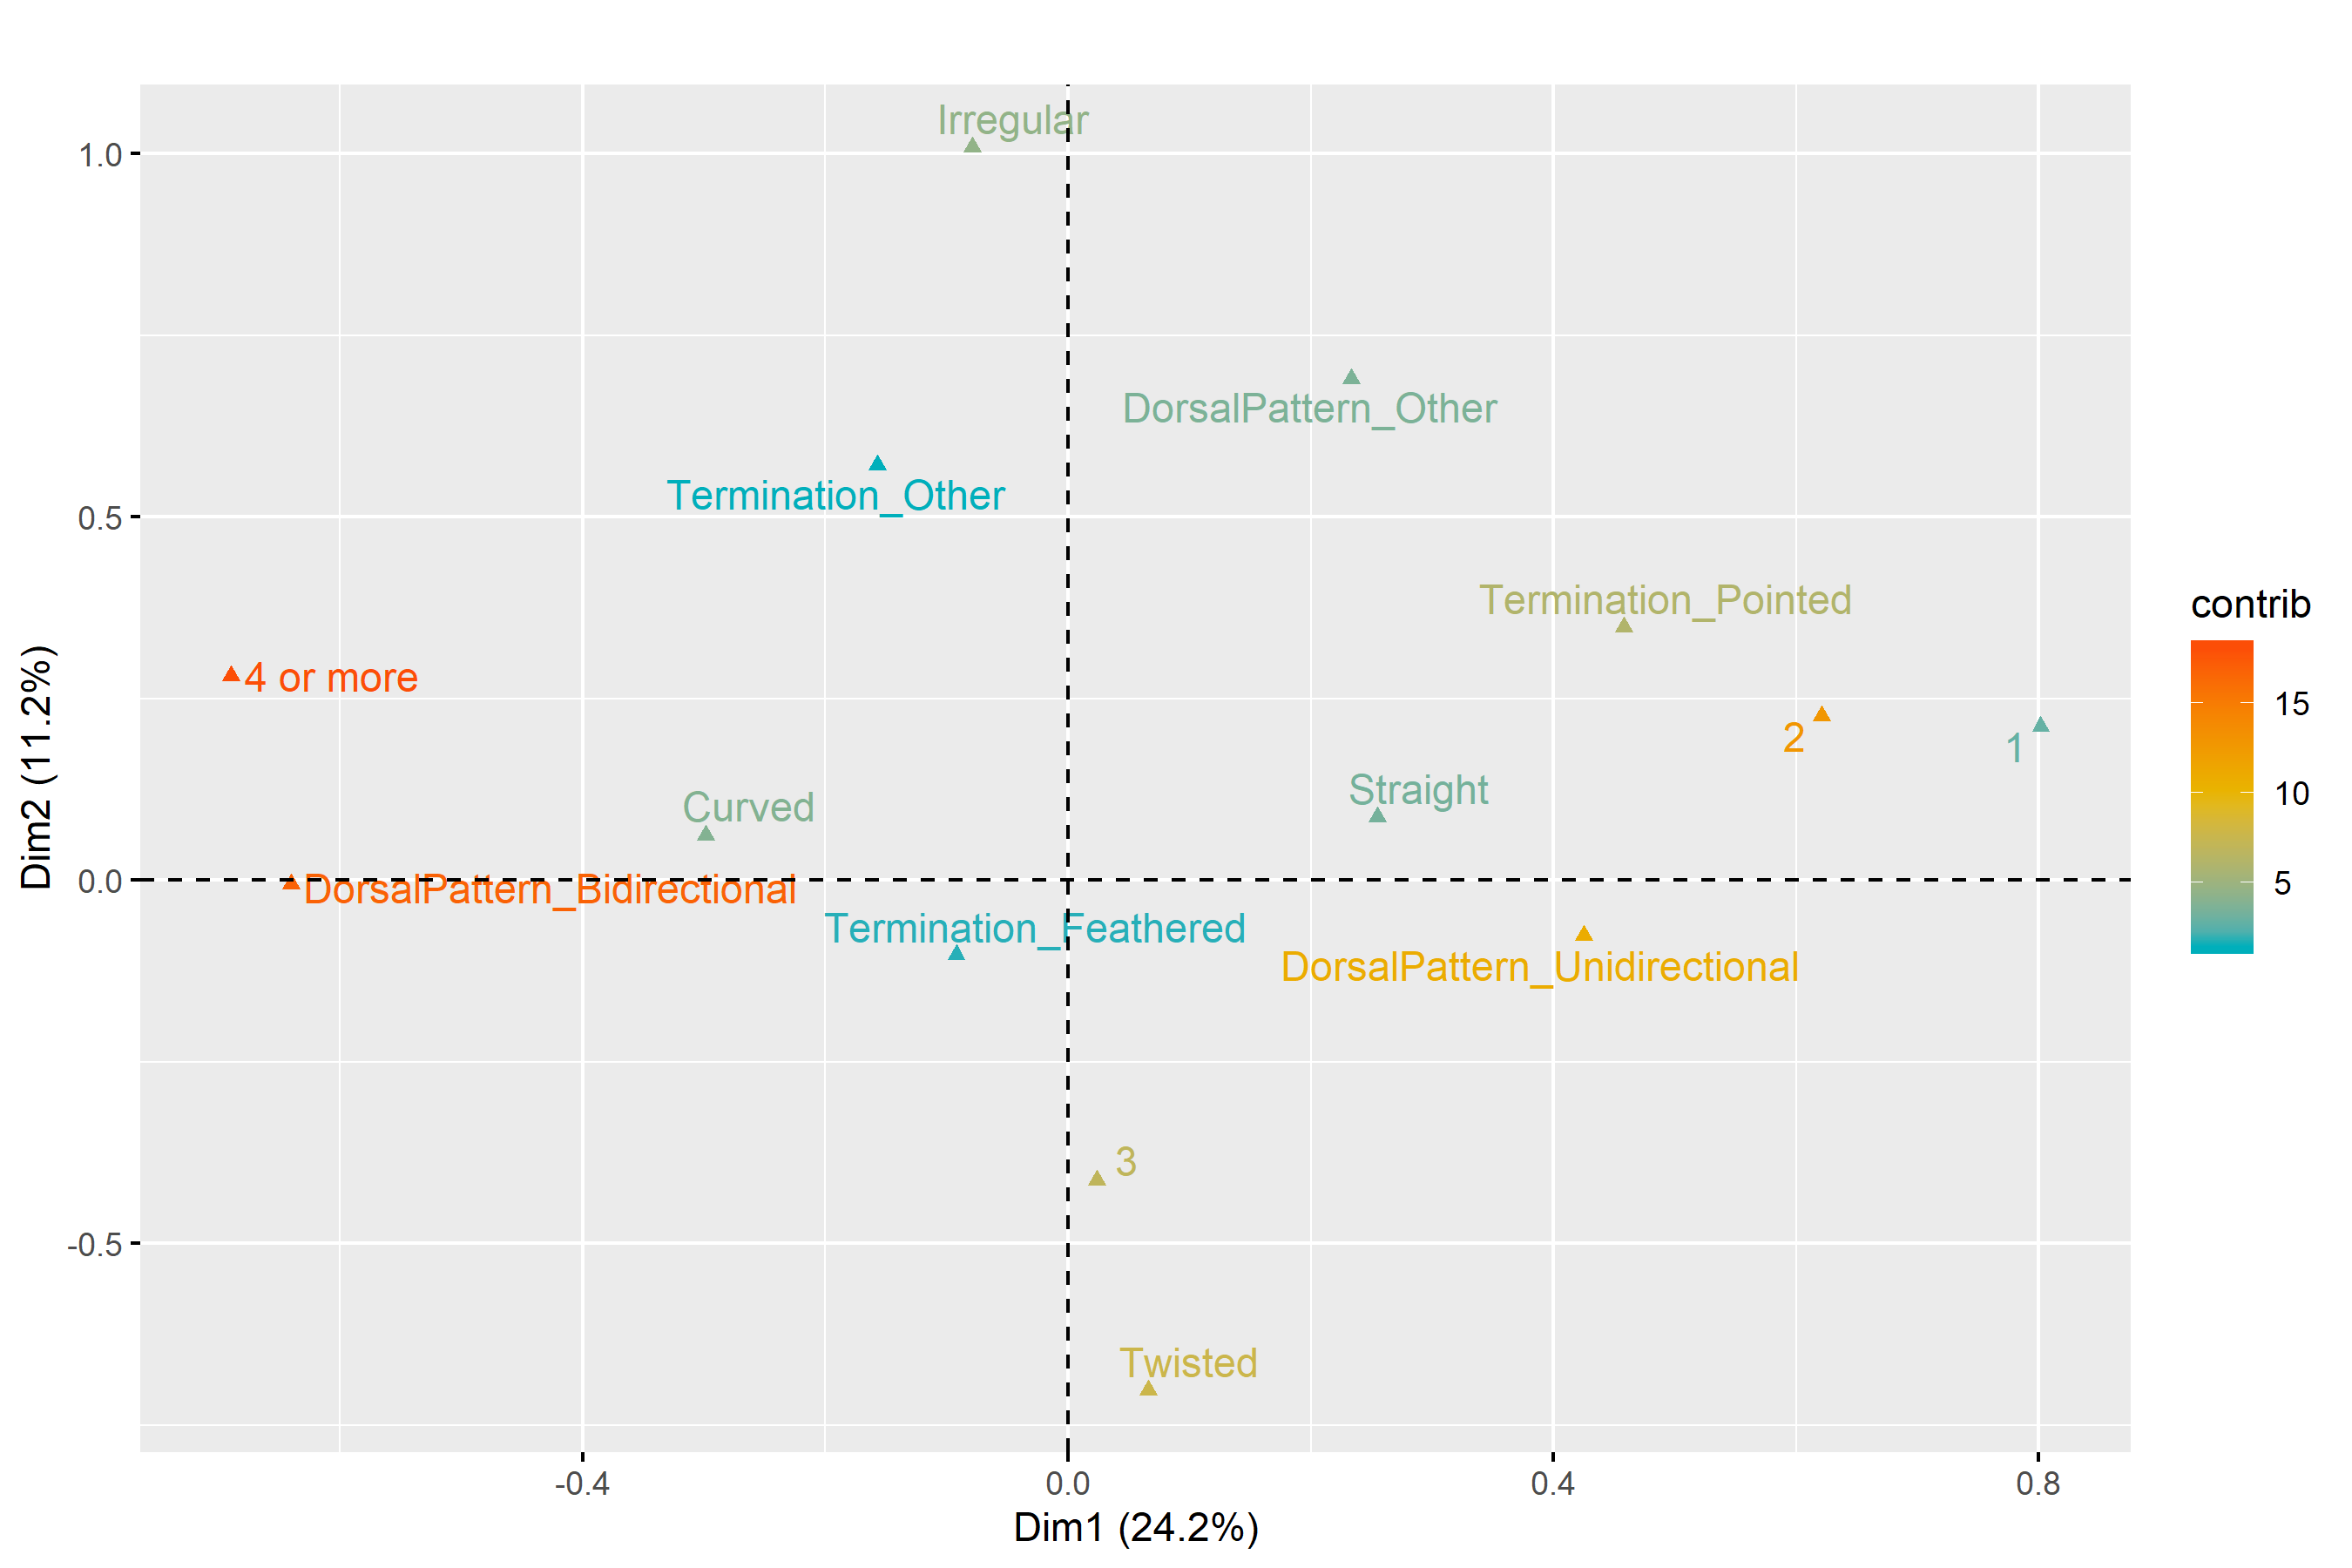 Irregular
1.0
DorsalPattern_Other
Termination_Other
0.5
Termination_Pointed
contrib
4 or more
15
2
1
Straight
10
Curved
Dim2 (11.2%)
0.0
DorsalPattern_Bidirectional
5
Termination_Feathered
DorsalPattern_Unidirectional
3
-0.5
Twisted
-0.4
0.0
0.4
0.8
Dim1 (24.2%)